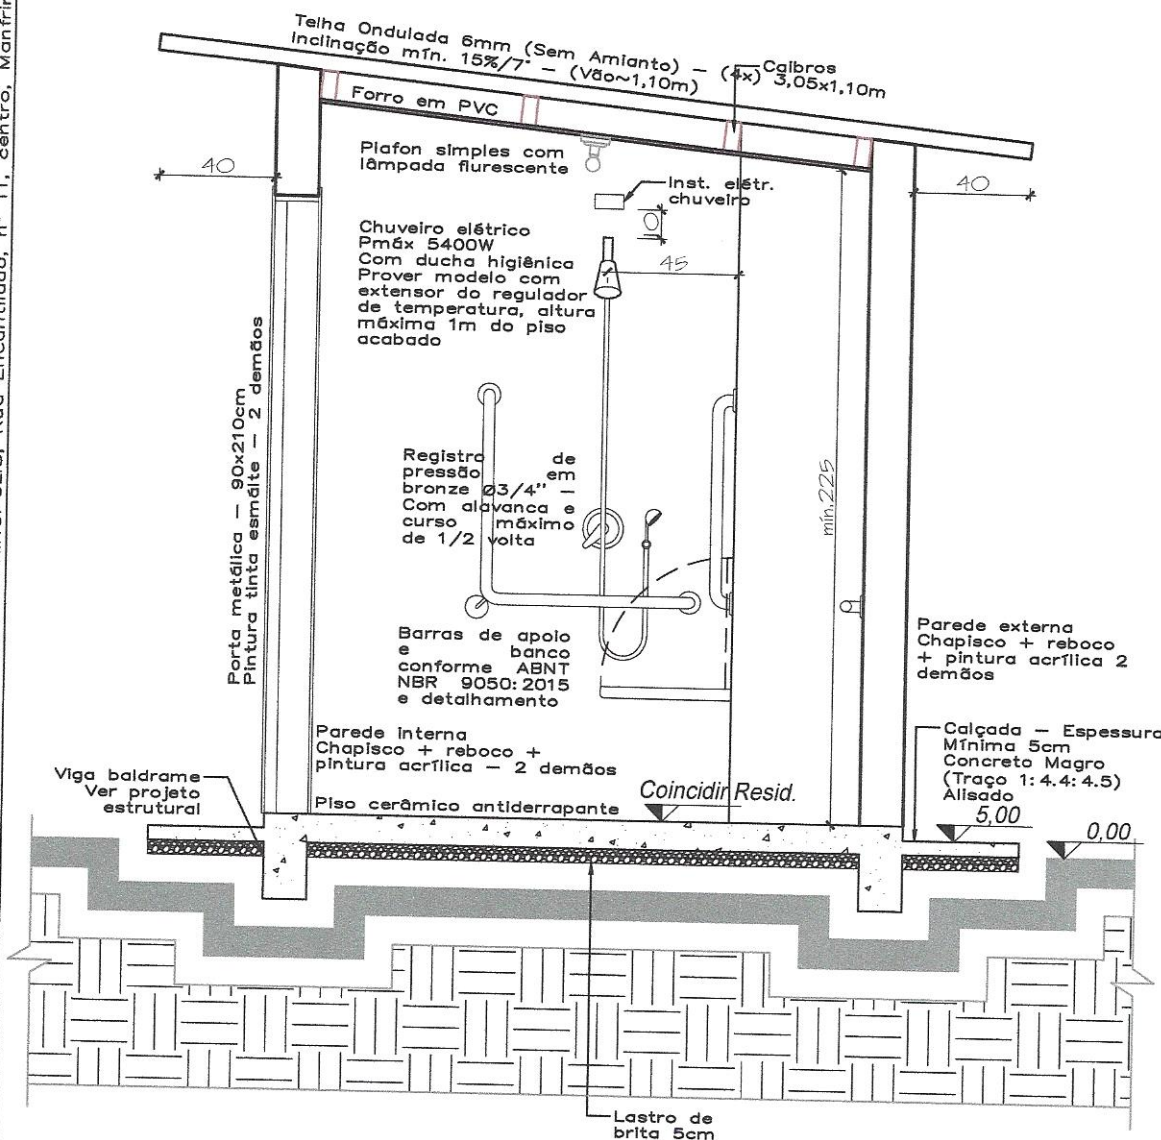 Telha Ondulada 6mm (Sem Amianto) – (4x) Caibros
Inclinação mín. 15%/7° – (Vão~1,10m) 3,05x1,10m
Forro em PVC
Plafon simples com
lâmpada flurescente
40
Inst. elétr.
chuveiro
40
Chuveiro elétrico
Pmáx 5400W
Com ducha higiênica
Prover modelo com
extensor do regulador
de temperatura, altura
máxima 1m do piso
acabado
45
Porta metálica – 90x210cm
Pintura tinta esmalte – 2 demãos
Registro de
pressão em
bronze ø3/4" –
Com alavanca e
curso máximo
de 1/2 volta
mín.225
Barras de apoio
e banco
conforme ABNT
NBR 9050:2015
e detalhamento
Parede externa
Chapisco + reboco
+ pintura acrílica 2
demãos
Parede interna
Chapisco + reboco +
pintura acrílica – 2 demãos
Calçada – Espessura
Mínima 5cm
Concreto Magro
(Traço 1:4.4:4.5)
Alisado
Viga baldrame
Ver projeto
estrutural
Piso cerâmico antiderrapante
Coincidir Resid.
5,00
0,00
Lastro de
brita 5cm
centro,